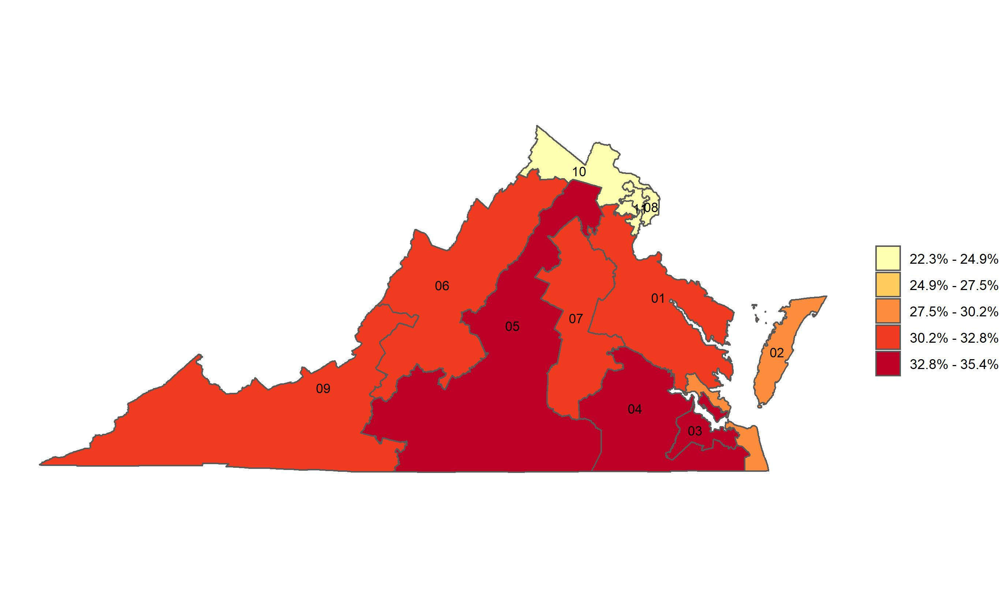 10
11
08
06
01
07
05
02
09
04
03
22.3% - 24.9%
24.9% - 27.5%
27.5% - 30.2%
30.2% - 32.8%
32.8% - 35.4%